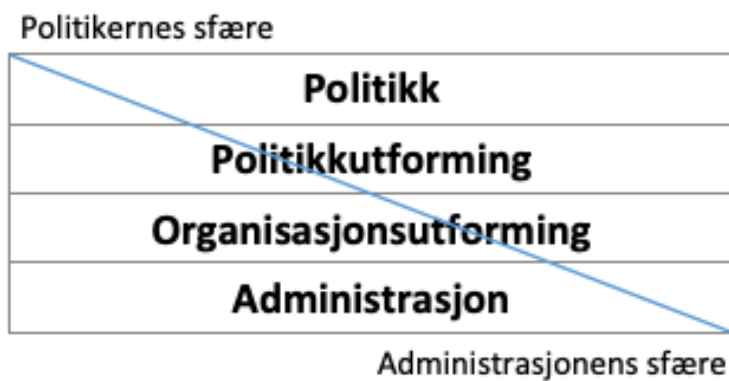 Politikernes sfære
Politikk
Politikkutforming
Organisasjonsutforming
Administrasjon
Administrasjonens sfære